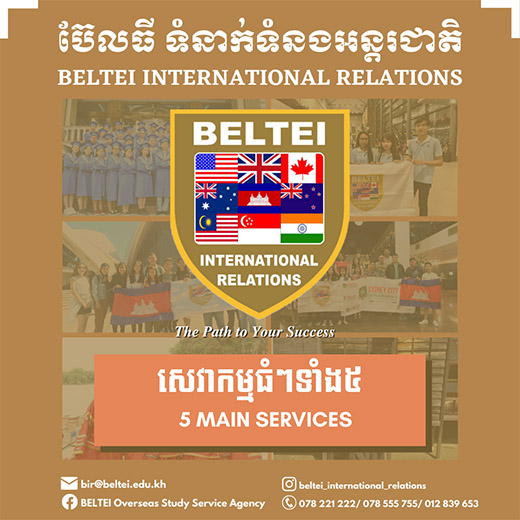 ប៊ែលធី ទំនាក់ទំនងអន្តរជាតិ
BELTEI INTERNATIONAL RELATIONS
BELTEI
INTERNATIONAL
RELATIONS
The Path to Your Success
សេវាកម្មធំៗទាំង៥
5 MAIN SERVICES
bir@beltei.edu.kh
beltei_international_relations
BELTEI Overseas Study Service Agency
078 221 222/ 078 555 755/ 012 839 653
BELTEI
SYDNEY CITY